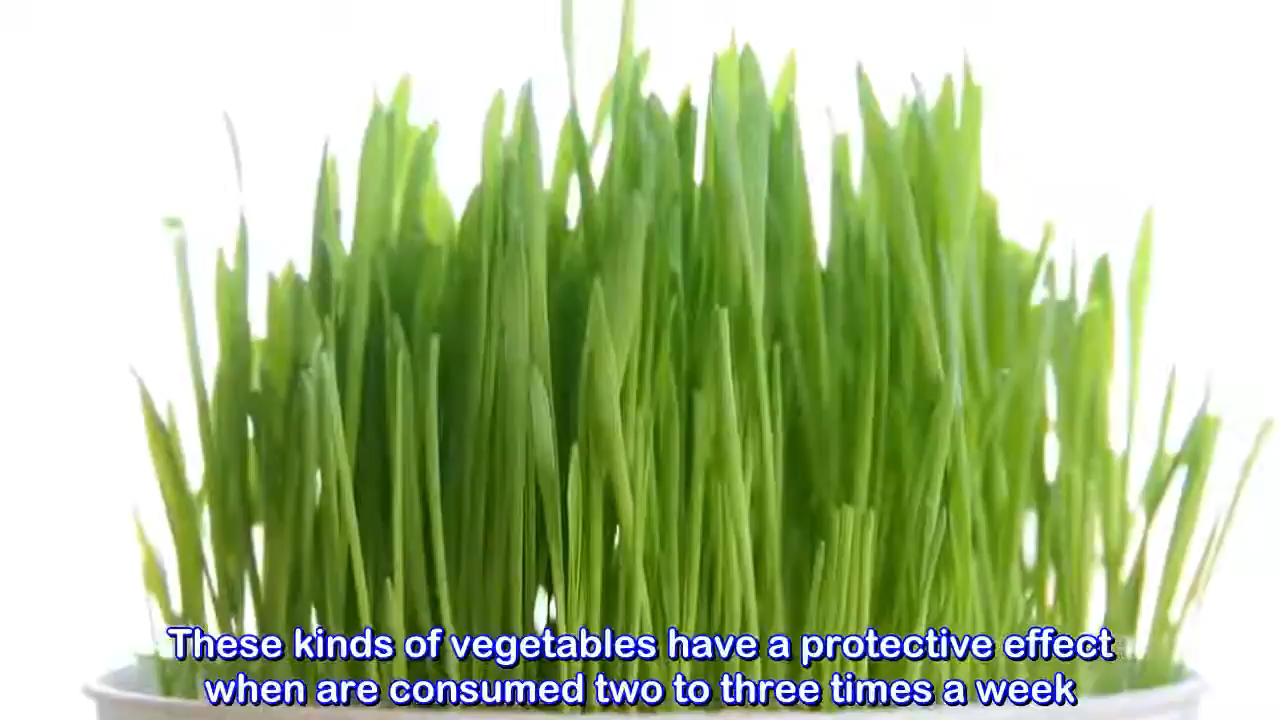 These kinds of vegetables have a protective effect
when are consumed two to three times a week